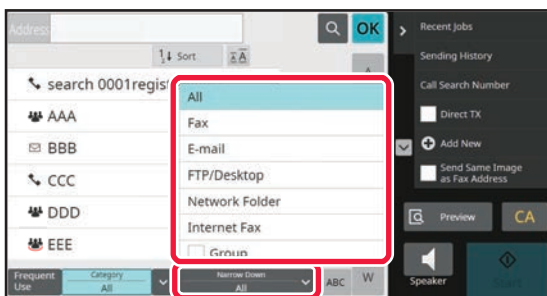 Address
OK
Sort
search 0001regist
AAA
BBB
CCC
DDD
EEE
All
Fax
E-mail
FTP/Desktop
Network Folder
Internet Fax
Group
Frequent
Use
Category
All
Narrow Down
All
ABC
W
Recent Jobs
Sending History
Call Search Number
Direct TX
Add New
Send Same Image
as Fax Address
Preview
CA
Speaker
Start